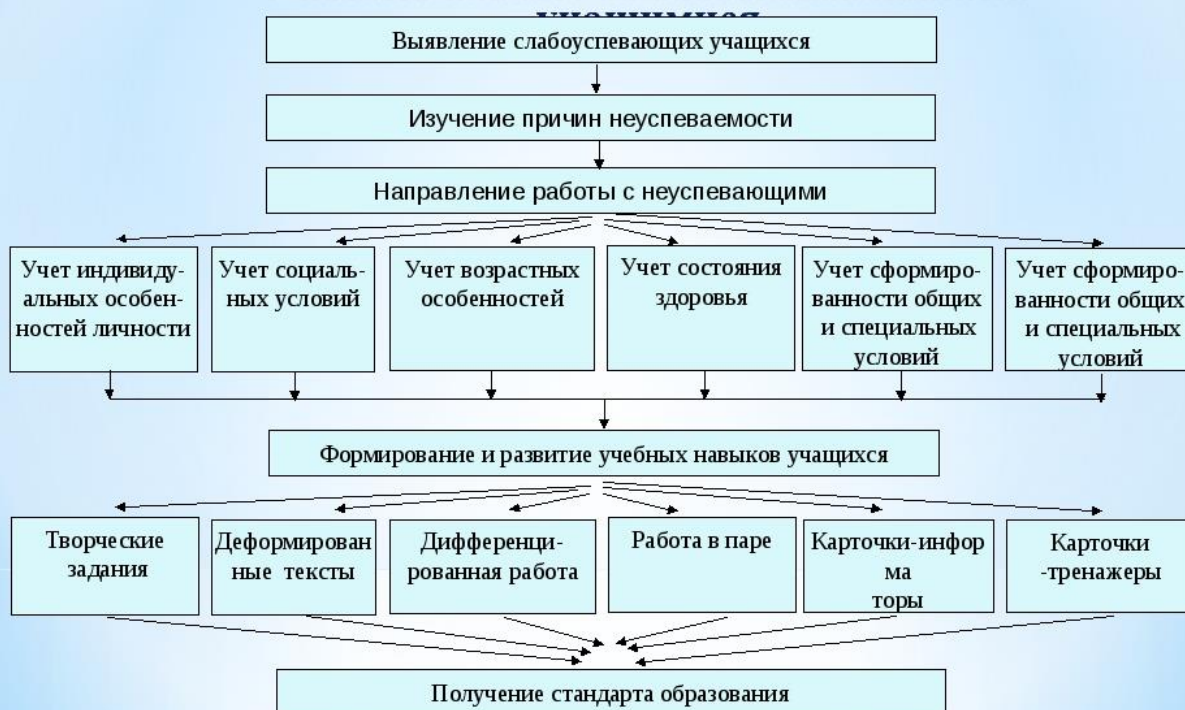 Выявление слабоуспевающих учащихся
Изучение причин неуспеваемости
Направление работы с неуспевающими
Учет индивиду-
альных особен-
ностей личности
Учет социаль-
ных условий
Учет возрастных
особенностей
Учет состояния
здоровья
Учет сформиро-
ванности общих
и специальных
условий
Учет сформиро-
ванности общих
и специальных
условий
Формирование и развитие учебных навыков учащихся
Творческие
задания
Деформирован
ные тексты
Дифференци-
рованная работа
Работа в паре
Карточки-инфор
ма
торы
Карточки
-тренажеры
Получение стандарта образования